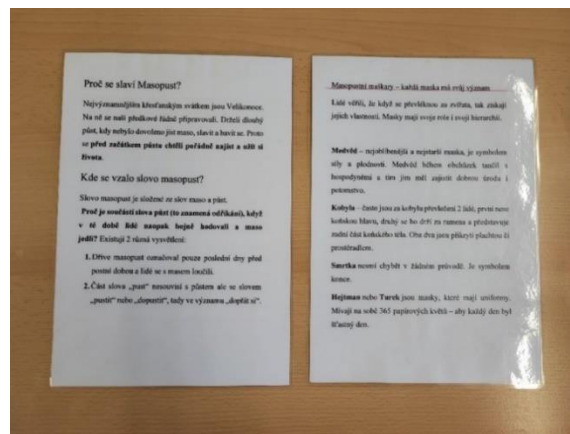 Proč se slaví Masopust?
Nejvýznamnějším křesťanským svátkem jsou Velikonoce.
Na ně se naši předkové řádně připravovali. Drželi dlouhý
půst, kdy nebylo dovoleno jíst maso, slavit a bavit se. Proto
se před začátkem půstu chtěli pořádně najíst a užít si
života.
Kde se vzalo slovo masopust?
Slovo masopust je složené ze slov maso a půst.
Proč je součástí slova půst (to znamená odříkání), když
v té době lidé naopak hojně hodovali a maso
jedli? Existují 2 různá vysvětlení:
1. Dříve masopust označoval pouze poslední dny před
postní dobou a lidé se s masem loučili.
2. Část slova „pust“ nesouvisí s půstem ale se slovem
„pustit“ nebo „dopustit“, tedy ve významu „dopřát si“.
Masopustní maškary – každá maska má svůj význam
Lidé věřili, že když se převléknou za zvířata, tak získají
jejich vlastnosti. Masky mají svoje role i svoji hierarchii.
Medvěd – nejoblíbenější a nejstarší maska, je symbolem
síly a plodnosti. Medvěd během obchůzek tančil s
hospodyněmi a tím jim měl zajistit dobrou úrodu i
potomstvo.
Kobyla – často jsou za kobylu převlečení 2 lidé, první nese
koňskou hlavu, druhý se ho drží za ramena a představuje
zadní část koňského těla. Oba dva jsou přikrytí plachtou či
prostěradlem.
Smrtka nesmí chybět v žádném průvodě. Je symbolem
konce.
Hejtman nebo Turek jsou masky, které mají uniformy.
Mívají na sobě 365 papírových květů – aby každý den byl
šťastný den.